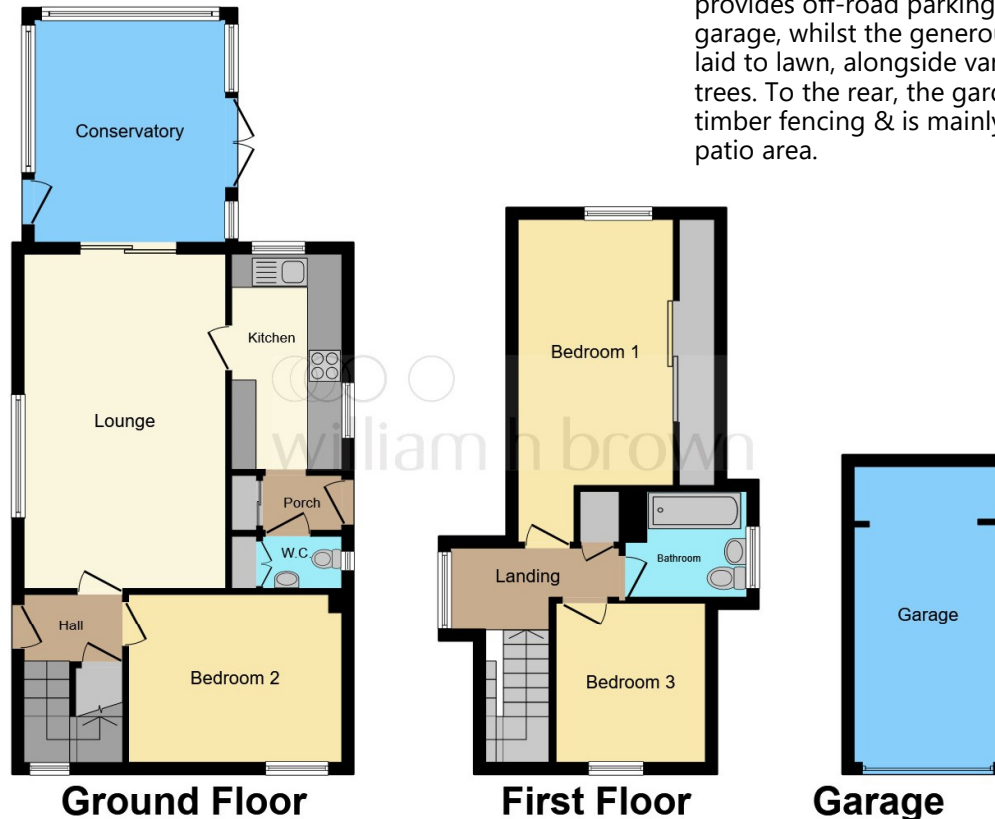 provides off-road parking
garage, whilst the generou
laid to lawn, alongside var
trees. To the rear, the gard
timber fencing & is mainly
patio area.
Conservatory
Kitchen
Lounge
Porch
W.C.
Hall
Bedroom 2
Ground Floor
Bedroom 1
Bathroom
Landing
Bedroom 3
First Floor
Garage
Garage
william h brown